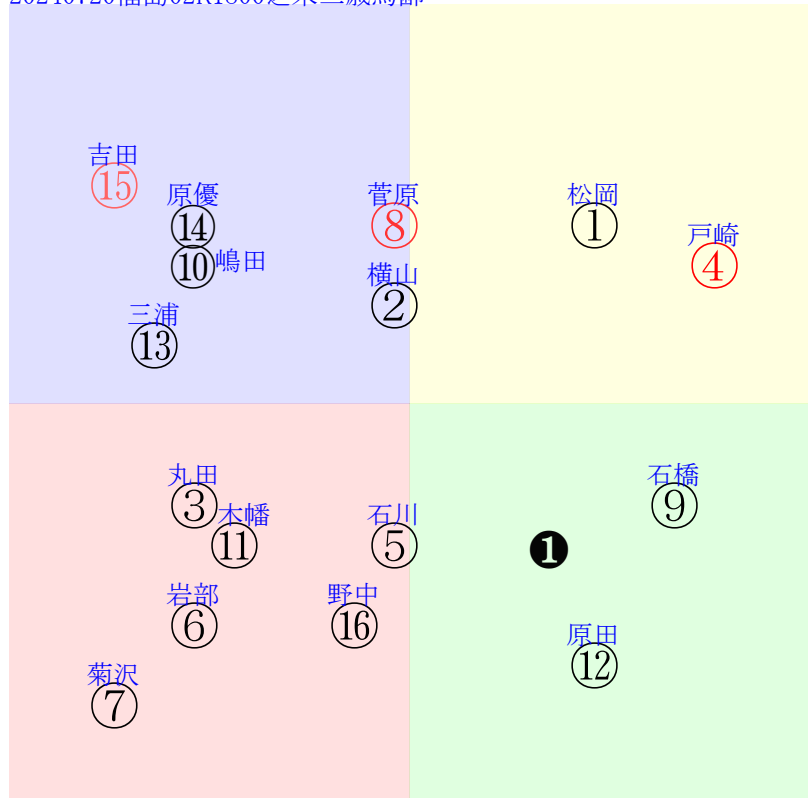 吉田
⑮
原優
⑭
⑩
嶋田
三浦
⑬
菅原
⑧
横山
②
松岡
①
戸崎
④
丸田
③
木幡
⑪
岩部
⑥
菊沢
⑦
石川
⑤
野中
⑯
石橋
⑨
❶
原田
⑫